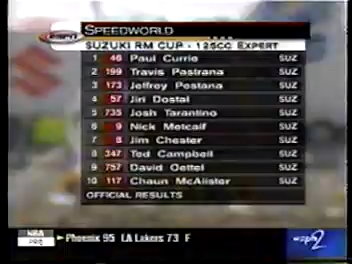 ESPN
SPEEDWORLD
SUZUKI RM CUP - 125CC EXPERT
1 46 Paul Currie SUZ
2 199 Travis Pastrana SUZ
3 173 Jeffrey Postana SUZ
4 57 Jiri Dostal SUZ
5 735 Josh Tarantino SUZ
6 9 Nick Metcalf SUZ
7 8 Jim Chester SUZ
8 347 Ted Campbell SUZ
9 757 David Oettel SUZ
10 117 Chaun McAlister SUZ
OFFICIAL RESULTS
NBA Phoenix 95 LA Lakers 73 F
2